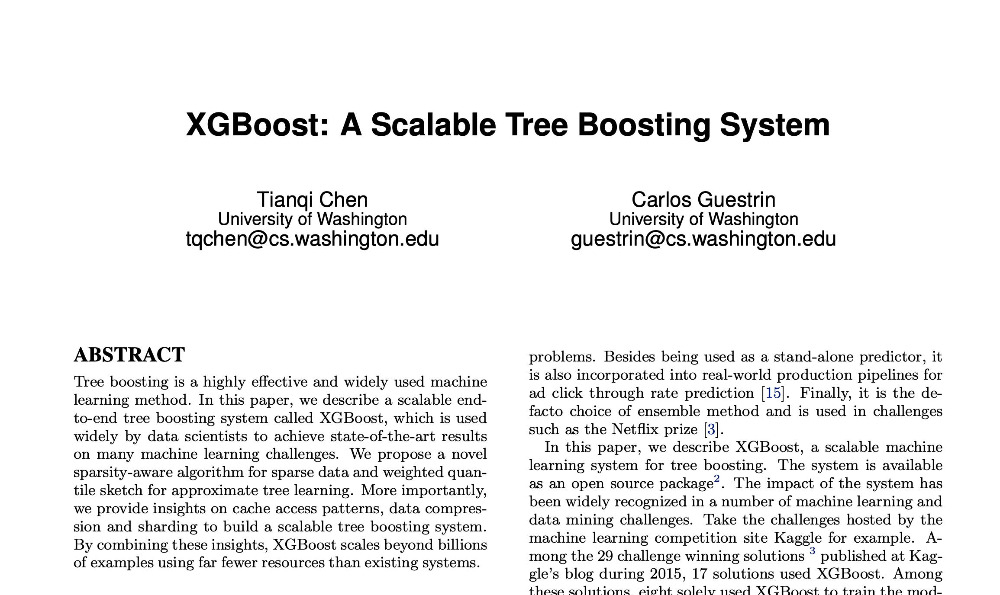 XGBoost: A Scalable Tree Boosting System
Tianqi Chen
University of Washington
tqchen@cs.washington.edu
Carlos Guestrin
University of Washington
guestrin@cs.washington.edu
ABSTRACT
Tree boosting is a highly effective and widely used machine
learning method. In this paper, we describe a scalable end-
to-end tree boosting system called XGBoost, which is used
widely by data scientists to achieve state-of-the-art results
on many machine learning challenges. We propose a novel
sparsity-aware algorithm for sparse data and weighted quan-
tile sketch for approximate tree learning. More importantly,
we provide insights on cache access patterns, data compres-
sion and sharding to build a scalable tree boosting system.
By combining these insights, XGBoost scales beyond billions
of examples using far fewer resources than existing systems.
problems. Besides being used as a stand-alone predictor, it
is also incorporated into real-world production pipelines for
ad click through rate prediction [15]. Finally, it is the de-
facto choice of ensemble method and is used in challenges
such as the Netflix prize [3].
In this paper, we describe XGBoost, a scalable machine
learning system for tree boosting. The system is available
as an open source package2. The impact of the system has
been widely recognized in a number of machine learning and
data mining challenges. Take the challenges hosted by the
machine learning competition site Kaggle for example. A-
mong the 29 challenge winning solutions 3 published at Kag-
gle's blog during 2015, 17 solutions used XGBoost. Among
these solutions, eight solely used XGBoost to train the mod-